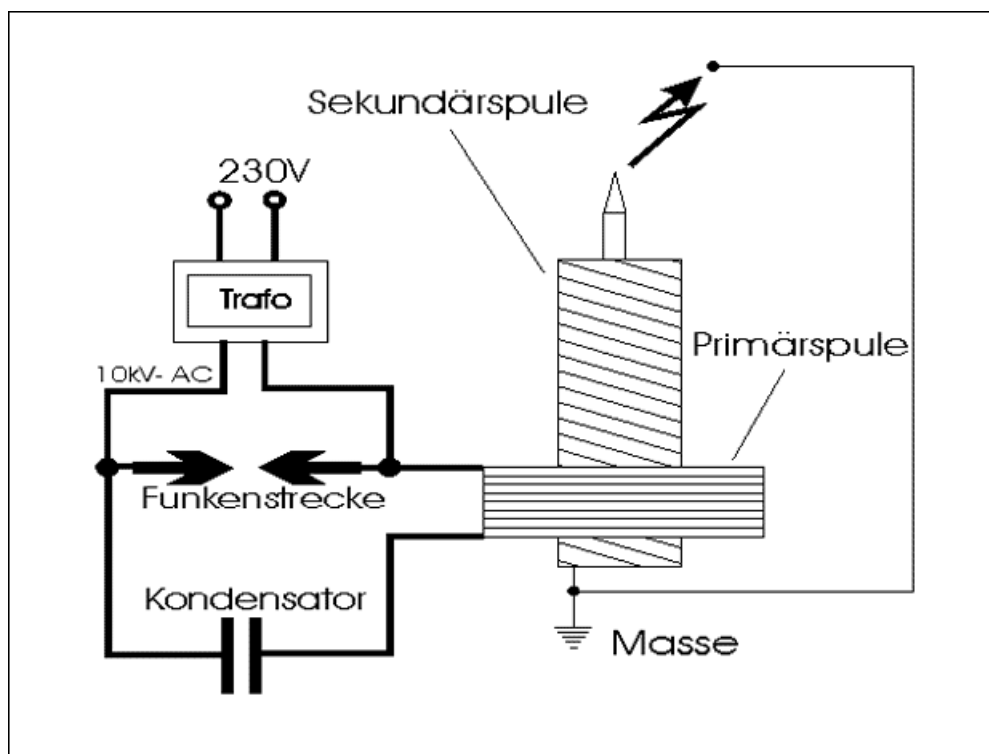 Sekundärspule
230V
Trafo
Primärspule
10kV- AC
Funkenstrecke
Kondensator
Masse